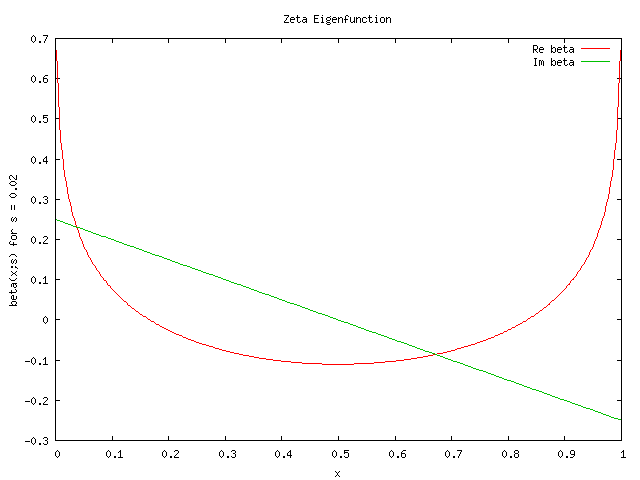 Zeta Eigenfunction
0.7
0.6
0.5
0.4
0.3
0.2
0.1
0
-0.1
-0.2
-0.3
beta(x;s) for s = 0.02
Re beta
Im beta
0 0.1 0.2 0.3 0.4 0.5 0.6 0.7 0.8 0.9 1
x